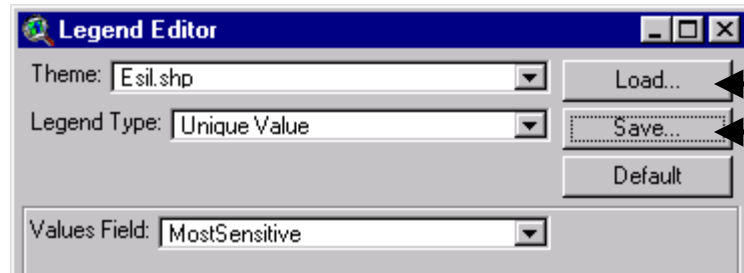 Legend Editor
Theme: Esil.shp
Load...
Legend Type: Unique Value
Save...
Default
Values Field: MostSensitive